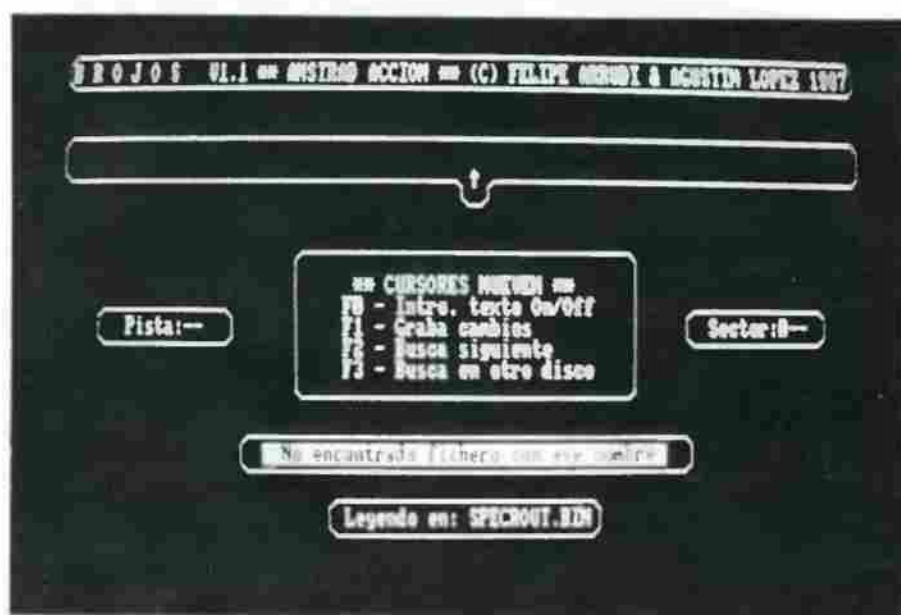 B R O J O S V1.1 ** AMSTRAD ACCION ** (C) FELIPE ARRUDI & AGUSTIN LOPEZ 1987
** CURSORES MUEVEN **
F0 - Intro. texto On/Off
F1 - Graba cambios
F2 - Busca siguiente
F3 - Busca en otro disco
Pista:--
Sector:&--
No encontrado fichero con ese nombre
Leyendo en: SPECROUT.BIN